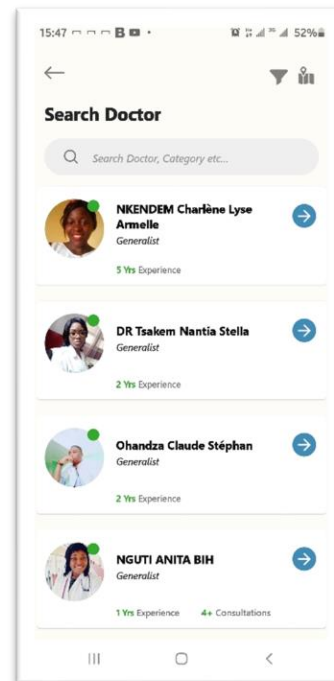 15:47 B 52%
Search Doctor
Search Doctor, Category etc...
NKENDEM Charlène Lyse
Armelle
Generalist
5 Yrs Experience
DR Tsakem Nantia Stella
Generalist
2 Yrs Experience
Ohandza Claude Stéphan
Generalist
2 Yrs Experience
NGUTI ANITA BIH
Generalist
1 Yrs Experience 4+ Consultations